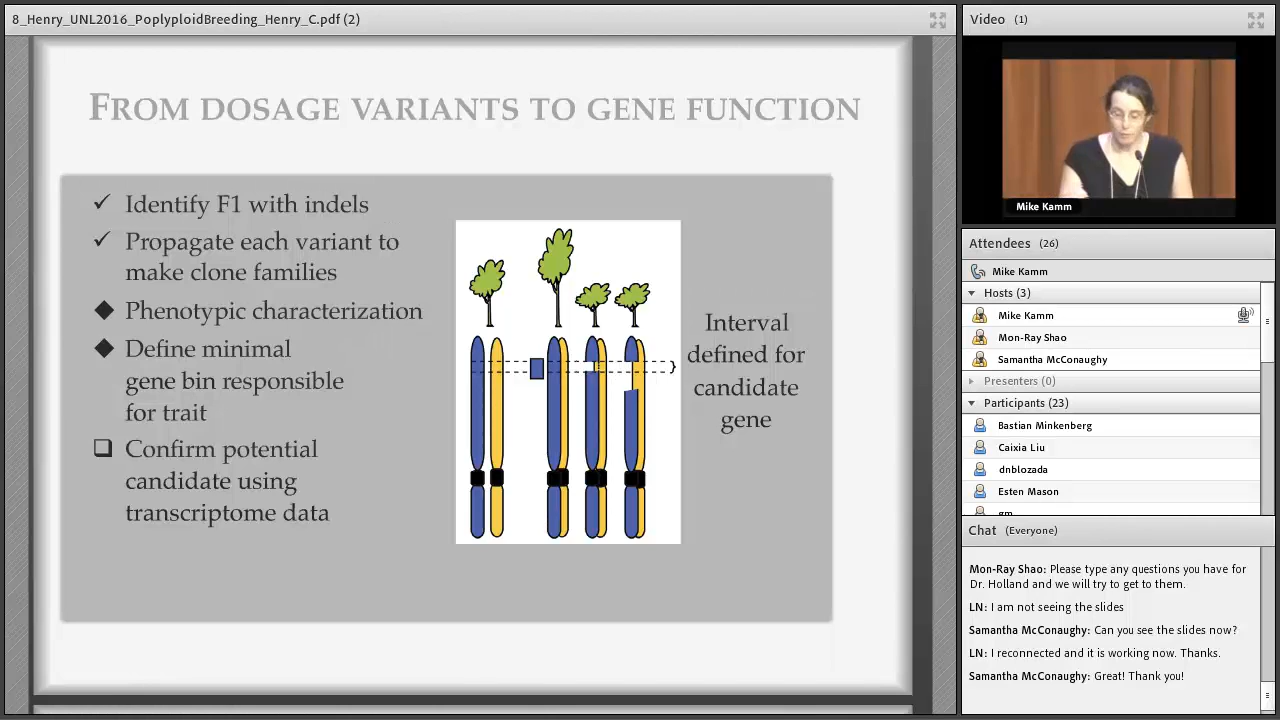 8_Henry_UNL2016_PoplyploidBreeding_Henry_C.pdf (2)
FROM DOSAGE VARIANTS TO GENE FUNCTION
✓ Identify F1 with indels
✓ Propagate each variant to
make clone families
◆ Phenotypic characterization
◆ Define minimal
gene bin responsible
for trait
❑ Confirm potential
candidate using
transcriptome data
Interval
defined for
candidate
gene
Video (1)
Mike Kamm
Attendees (26)
Mike Kamm
Hosts (3)
Mike Kamm
Mon-Ray Shao
Samantha McConaughy
Presenters (0)
Participants (23)
Bastian Minkenberg
Caixia Liu
dnblozada
Esten Mason
gm
Chat (Everyone)
Mon-Ray Shao: Please type any questions you have for
Dr. Holland and we will try to get to them.
LN: I am not seeing the slides
Samantha McConaughy: Can you see the slides now?
LN: I reconnected and it is working now. Thanks.
Samantha McConaughy: Great! Thank you!